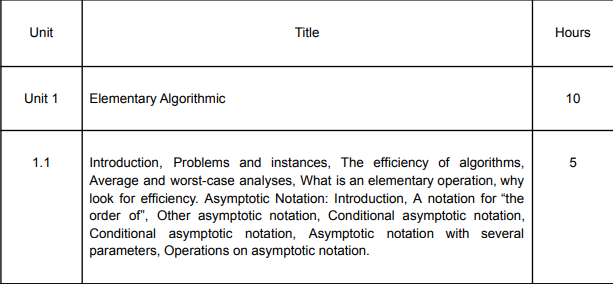 Unit Title Hours
Unit 1 Elementary Algorithmic 10
1.1 Introduction, Problems and instances, The efficiency of algorithms, 5
Average and worst-case analyses, What is an elementary operation, why
look for efficiency. Asymptotic Notation: Introduction, A notation for “the
order of”, Other asymptotic notation, Conditional asymptotic notation,
Conditional asymptotic notation, Asymptotic notation with several
parameters, Operations on asymptotic notation.